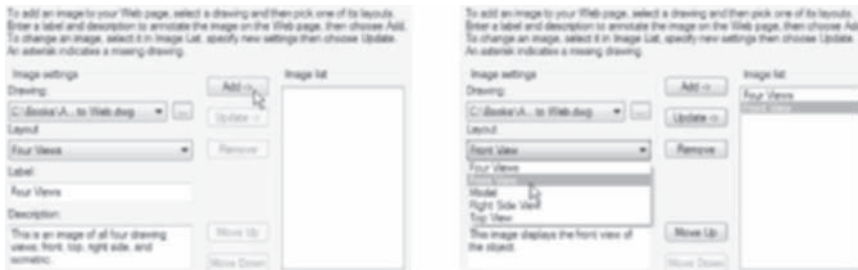 To add an image to your Web page, select a drawing and then pick one of its layouts.
Enter a label and description to annotate the image on the Web page, then choose Add.
To change an image, select it in Image List, specify new settings then choose Update.
An asterisk indicates a missing drawing.
Image settings
Drawing:
C:\Books\A... to Web.dwg
...
Layout
Four Views
Label:
Four Views
Description:
This is an image of all four drawing
views: front, top, right side, and
isometric.
Add ->
Update ->
Remove
Move Up
Move Down
Image list
To add an image to your Web page, select a drawing and then pick one of its layouts.
Enter a label and description to annotate the image on the Web page, then choose Ad
To change an image, select it in Image List, specify new settings then choose Update.
An asterisk indicates a missing drawing.
Image settings
Drawing:
C:\Books\A... to Web.dwg
...
Layout
Front View
Four Views
Model
Right Side View
Top View
This image displays the front view of
the object.
Add ->
Update ->
Remove
Move Up
Move Down
Image list
Four Views